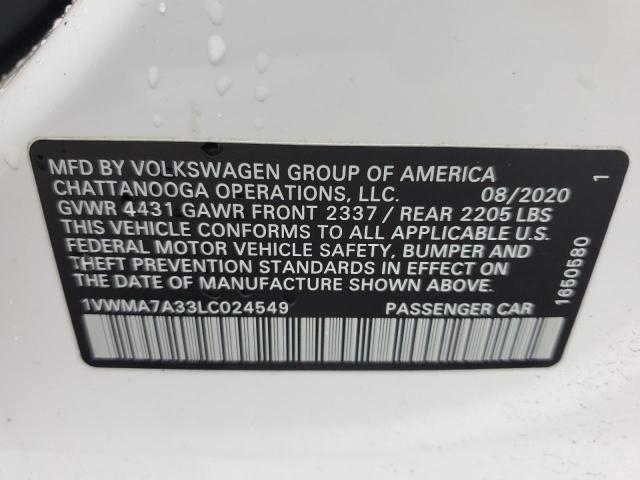 MFD BY VOLKSWAGEN GROUP OF AMERICA
CHATTANOOGA OPERATIONS, LLC. 08/2020
GVWR 4431 GAWR FRONT 2337 / REAR 2205 LBS
THIS VEHICLE CONFORMS TO ALL APPLICABLE U.S.
FEDERAL MOTOR VEHICLE SAFETY, BUMPER AND
THEFT PREVENTION STANDARDS IN EFFECT ON
THE DATE OF MANUFACTURE SHOWN ABOVE.
1VWMA7A33LC024549 PASSENGER CAR
1650580 1